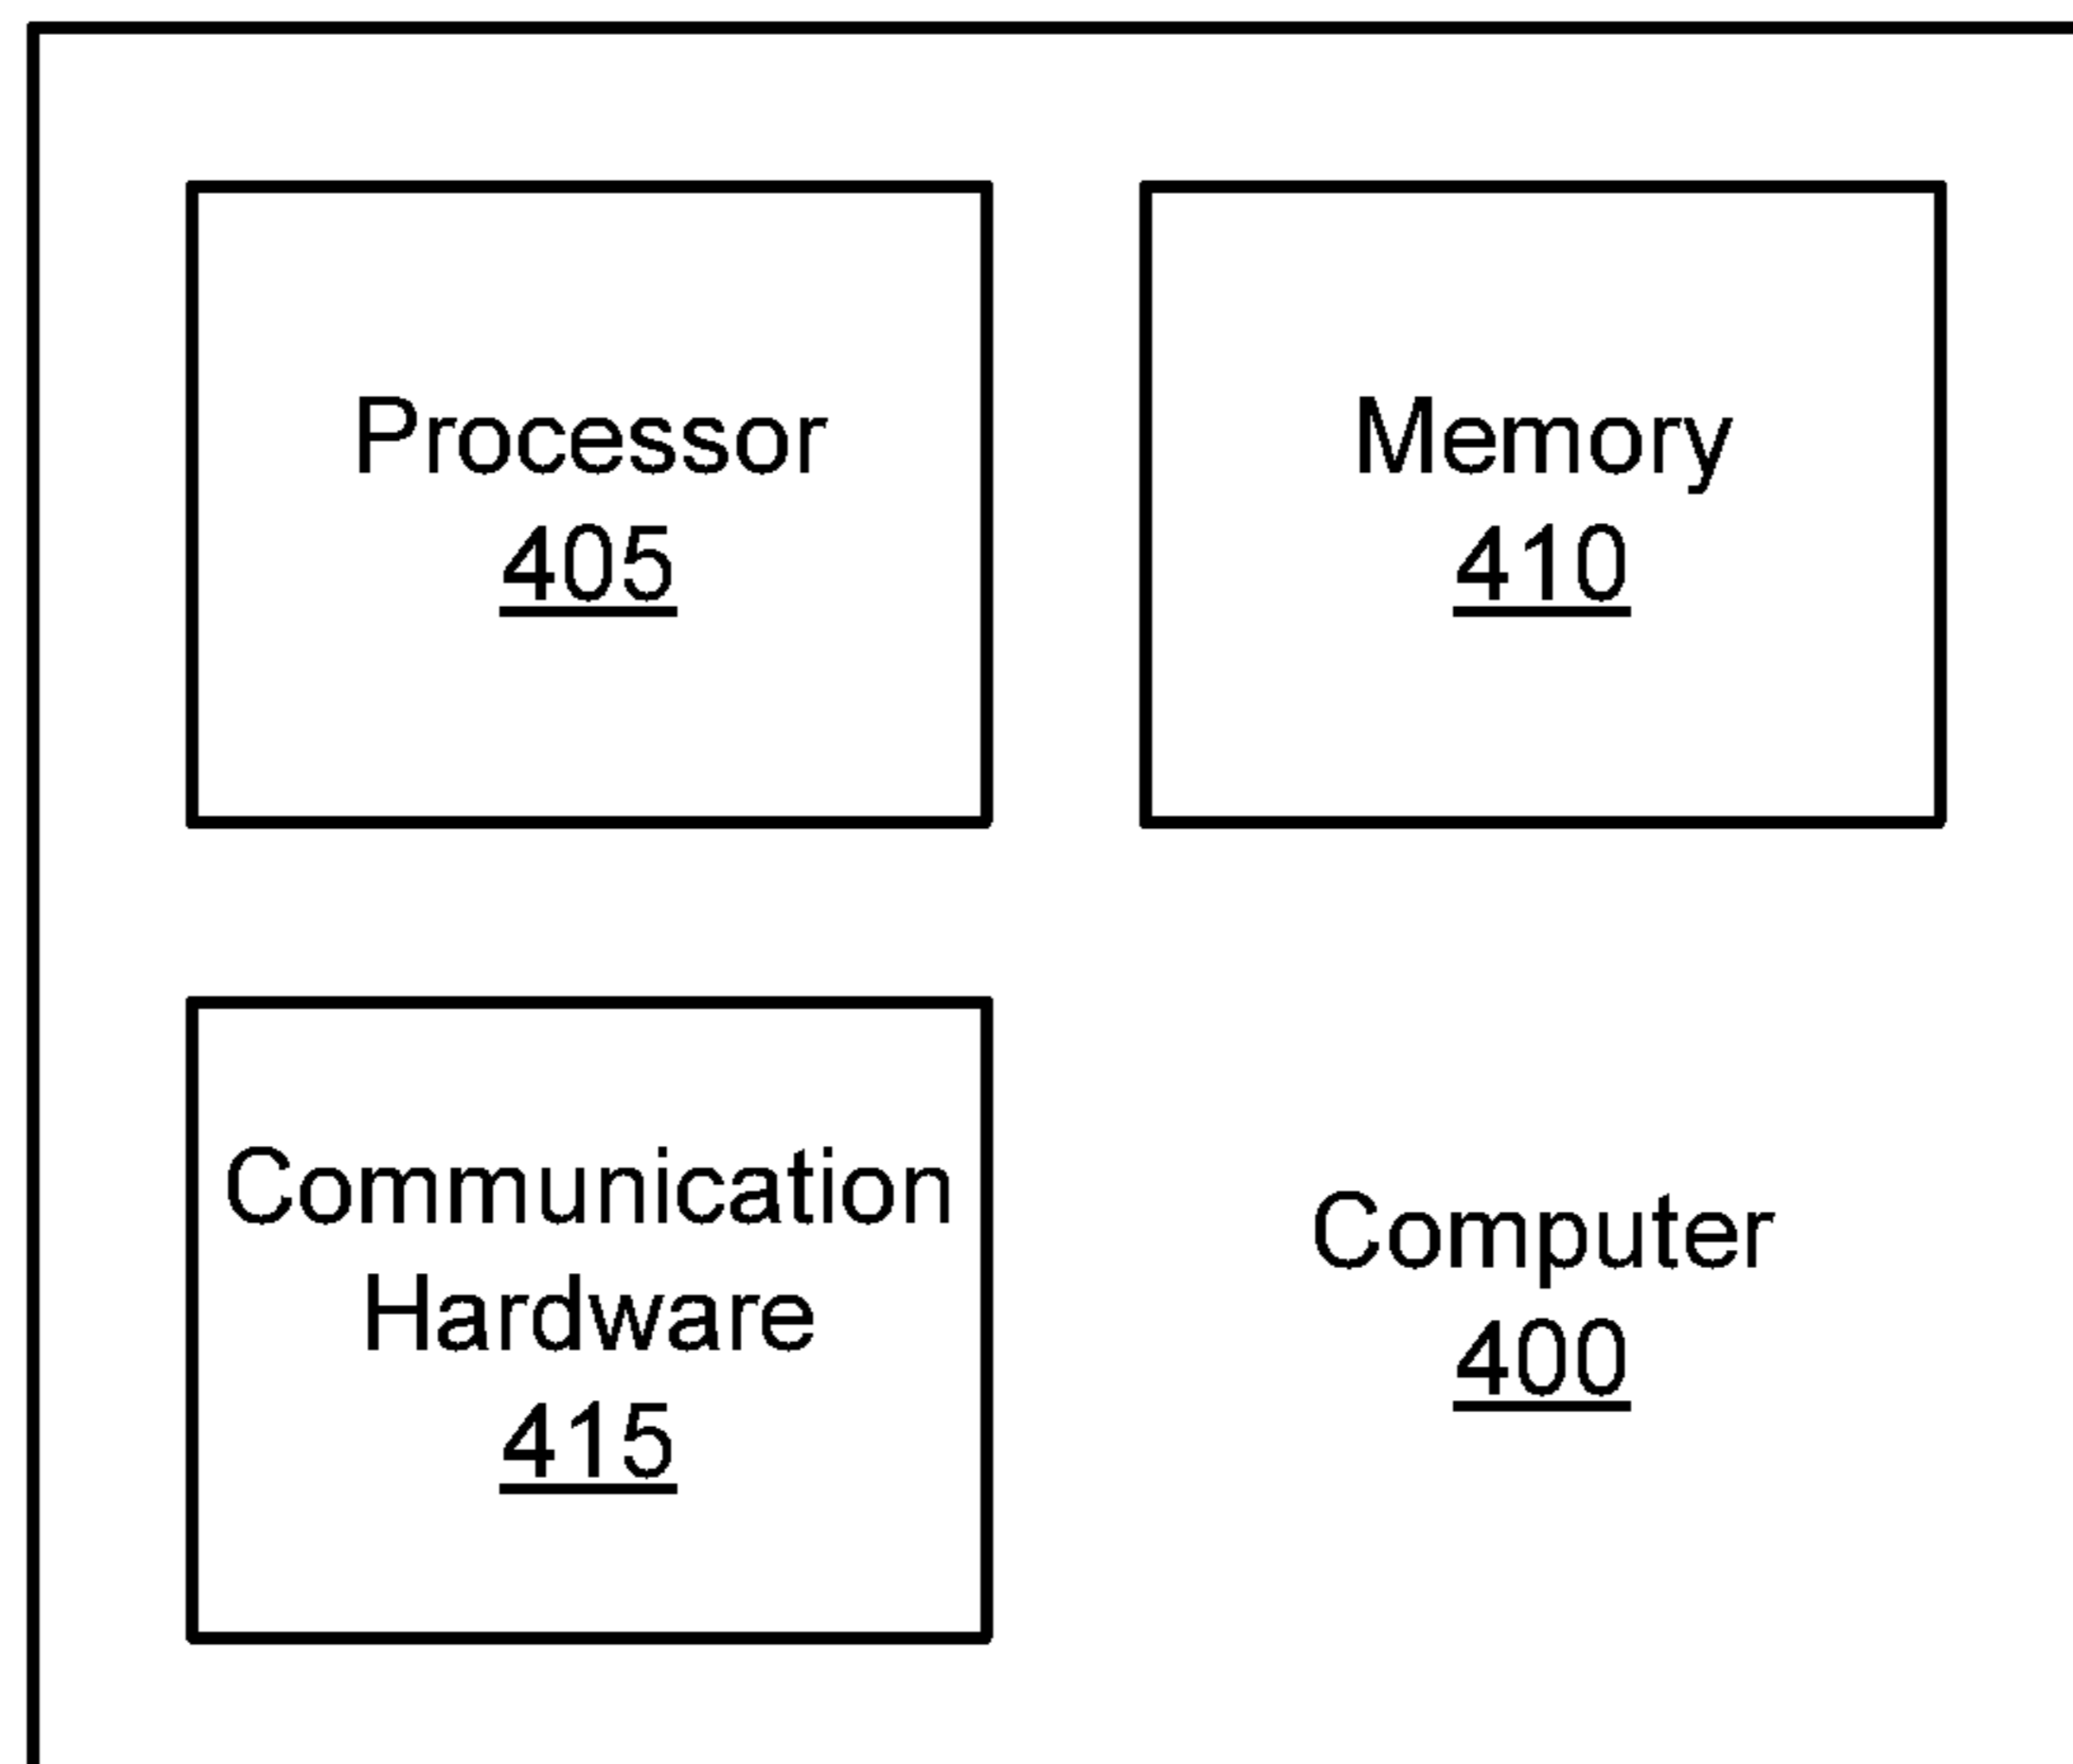 Processor
405
Memory
410
Communication
Hardware
415
Computer
400